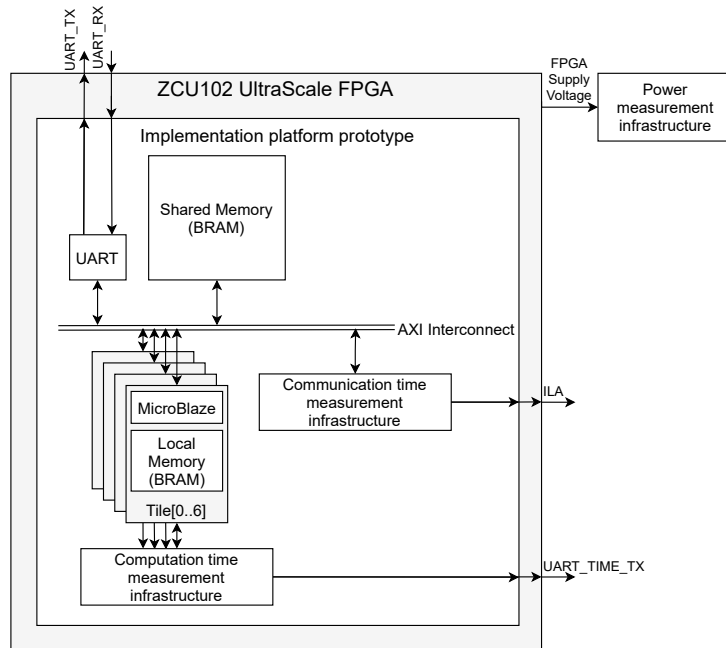 UART_TX
UART_RX
ZCU102 UltraScale FPGA
FPGA
Supply
Voltage
Power
measurement
infrastructure
Implementation platform prototype
Shared Memory
(BRAM)
UART
AXI Interconnect
Communication time
measurement
infrastructure
ILA
MicroBlaze
Local
Memory
(BRAM)
Tile[0..6]
Computation time
measurement
infrastructure
UART_TIME_TX